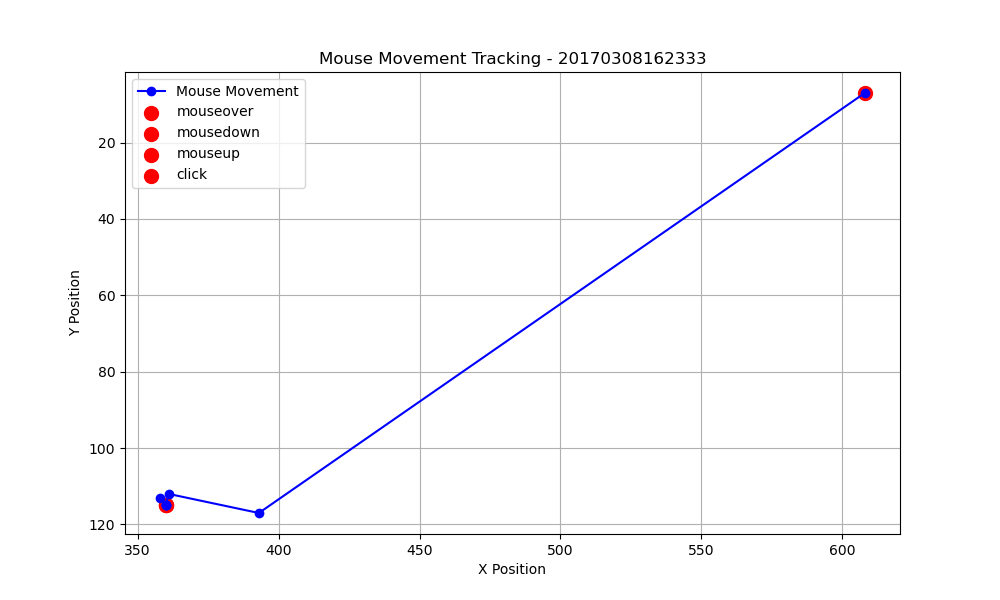 Mouse Movement Tracking - 20170308162333
Mouse Movement
mouseover
mousedown
mouseup
click
20
40
60
80
100
120
Y Position
350
400
450
500
550
600
X Position